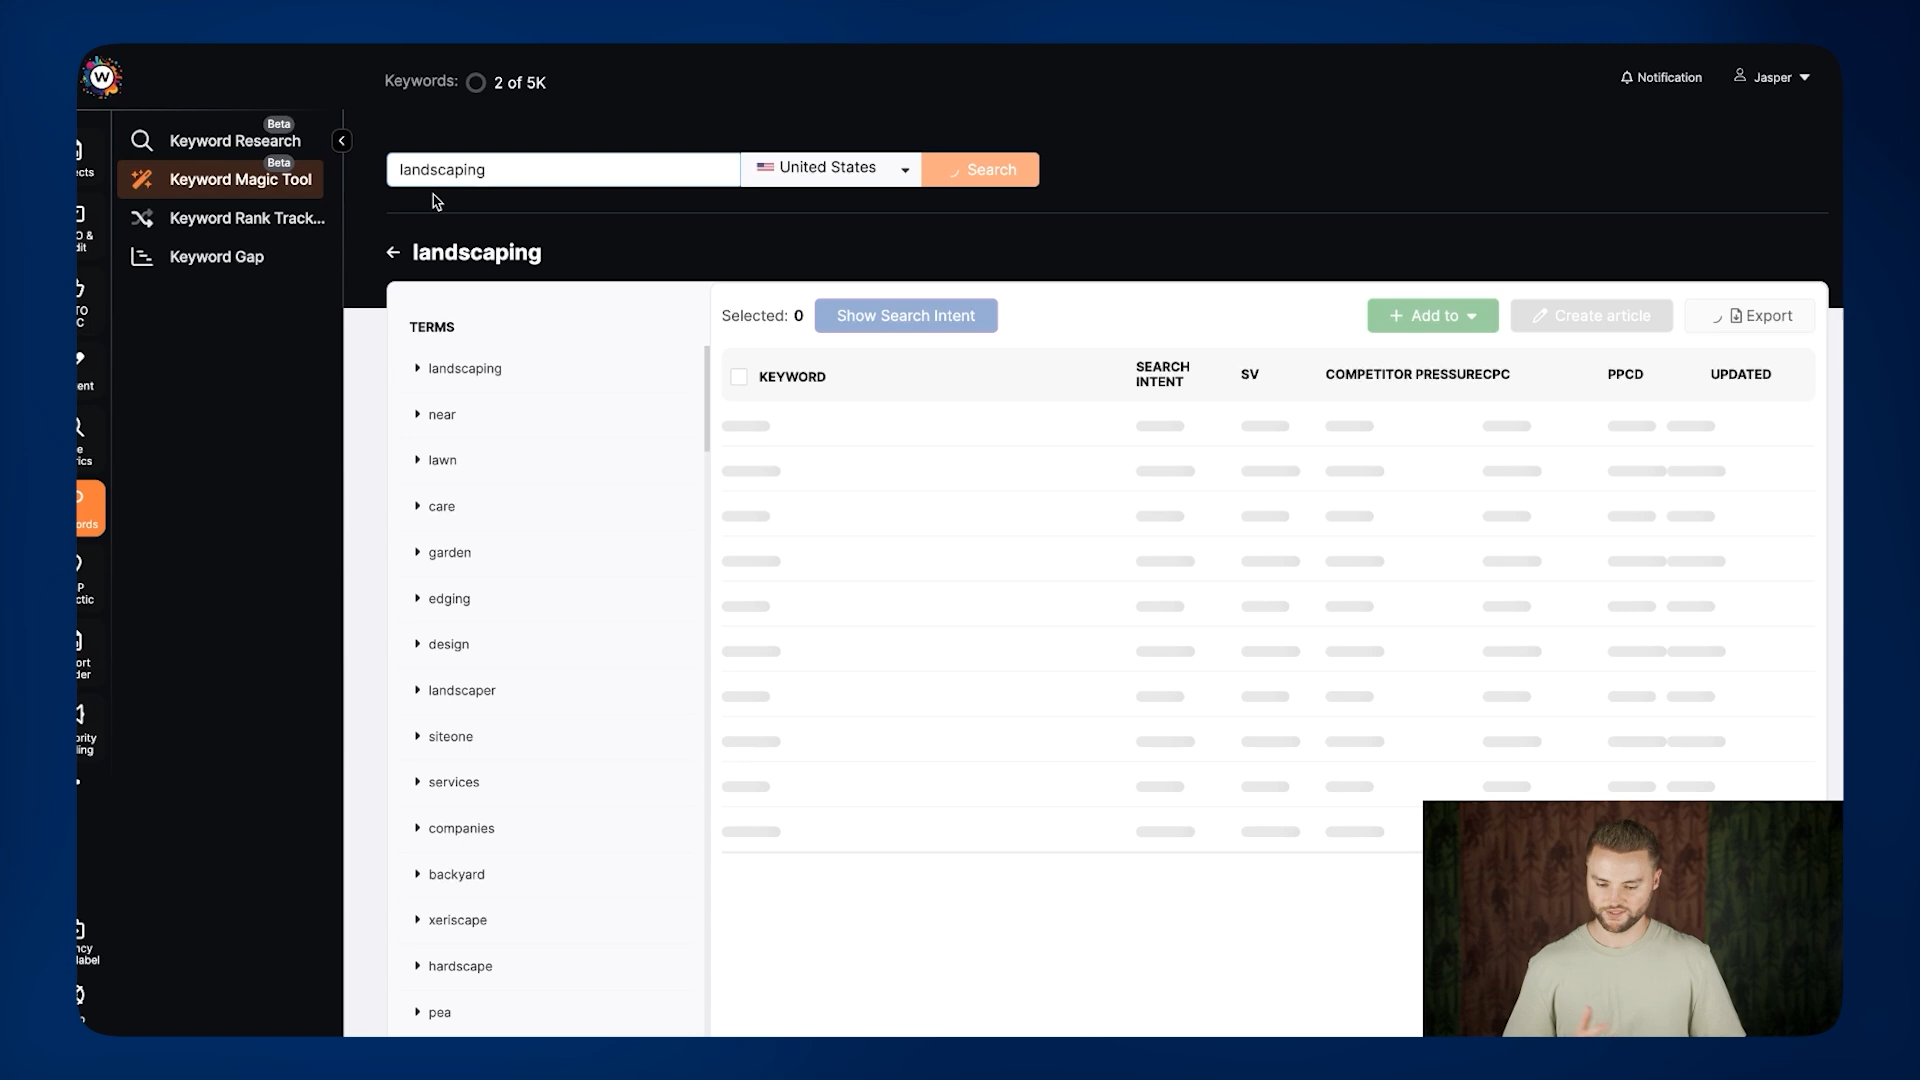 W
Keywords: 2 of 5K
Notification
Jasper
Beta
Keyword Research
Beta
Keyword Magic Tool
Keyword Rank Track...
Keyword Gap
landscaping
United States
Search
landscaping
TERMS
landscaping
near
lawn
care
garden
edging
design
landscaper
siteone
services
companies
backyard
xeriscape
hardscape
pea
Selected: 0
Show Search Intent
+ Add to
Create article
Export
KEYWORD
SEARCH
INTENT
SV
COMPETITOR PRESSURE
CPC
PPCD
UPDATED